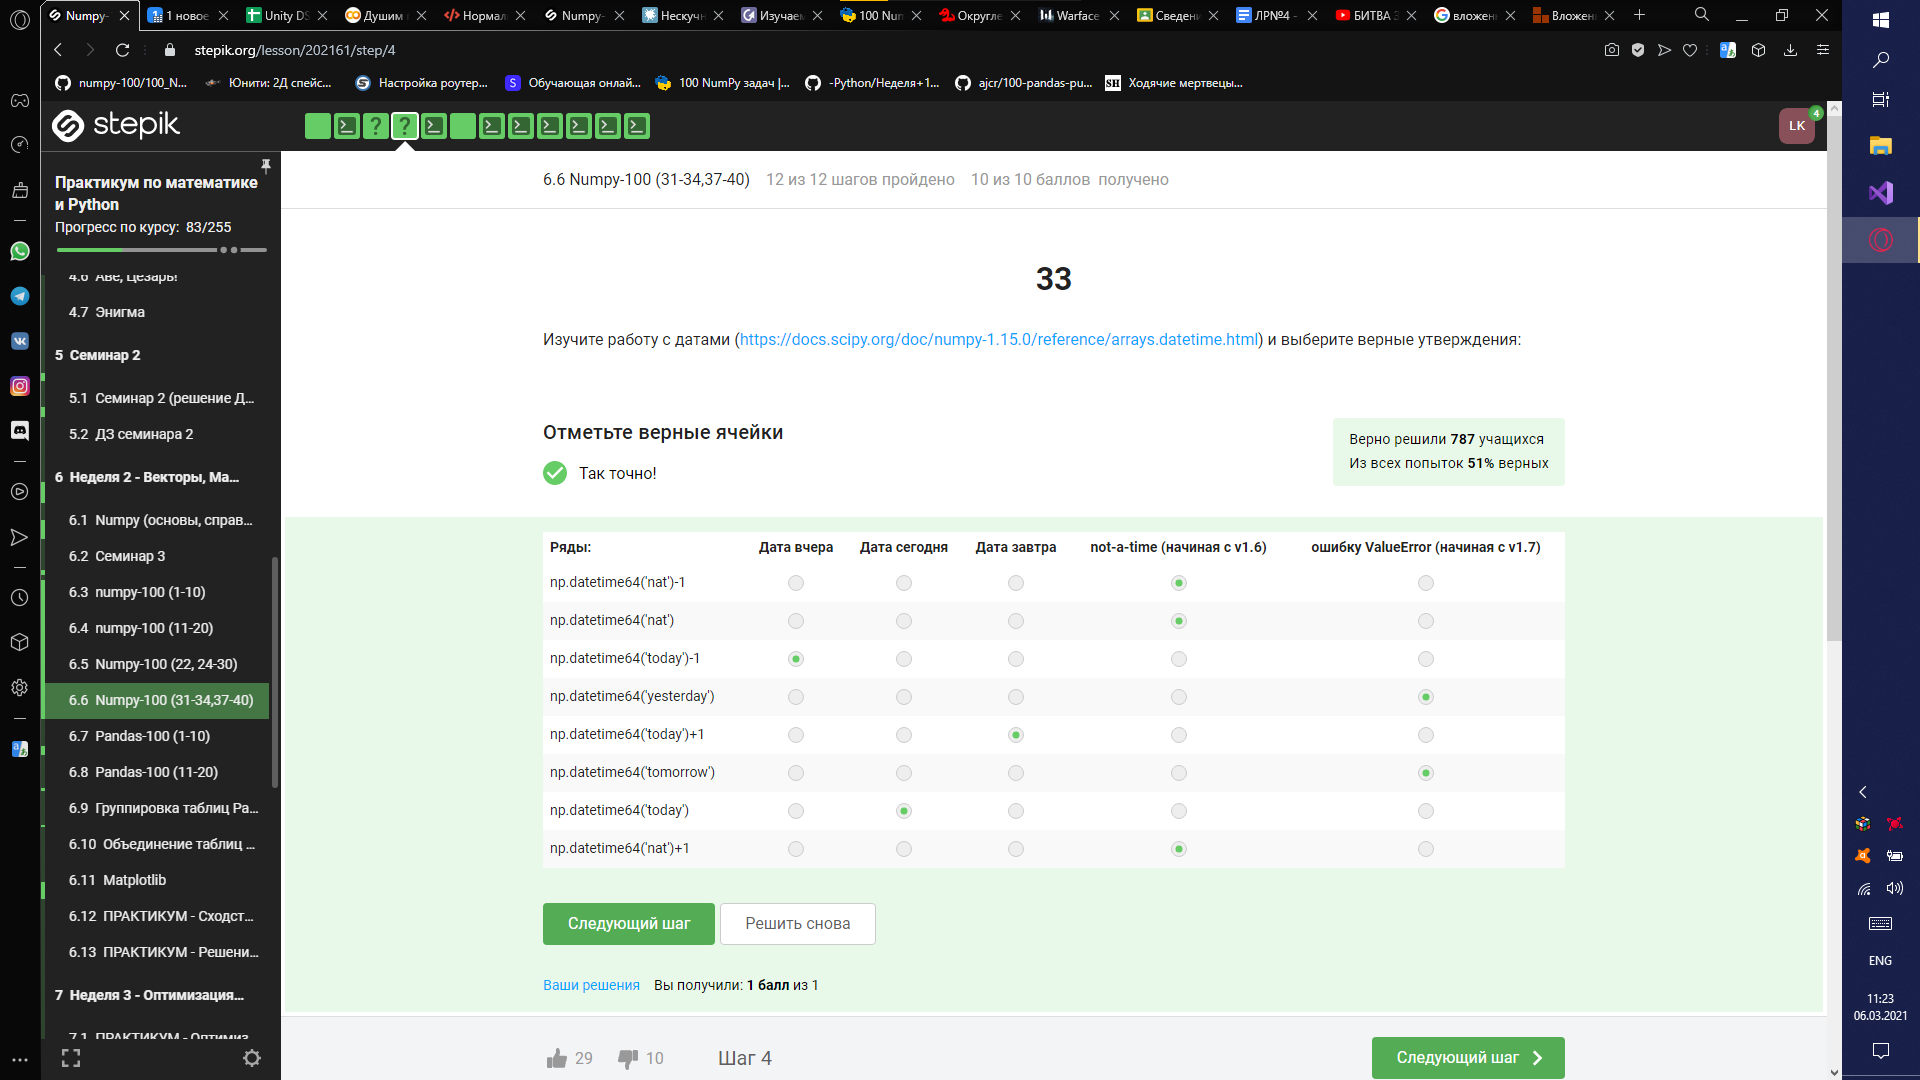 Numpy-
1 новое
Unity DS
Душим
Нормал
Numpy-
Нескучн
Изучаем
100 Num
Округле
Warface
Сведени
ЛР№4 -
БИТВА З
вложен
Вложен
stepik.org/lesson/202161/step/4
numpy-100/100_N...
Юнити: 2Д спейс...
Настройка роутер...
Обучающая онлай...
100 NumPy задач |...
-Python/Неделя+1...
ajcr/100-pandas-pu...
SH
Ходячие мертвецы...
stepik
LK
4
Практикум по математике
и Python
Прогресс по курсу: 83/255
4.6 Аве, Цезарь!
4.7 Энигма
5 Семинар 2
5.1 Семинар 2 (решение Д...
5.2 ДЗ семинара 2
6 Неделя 2 - Векторы, Ма...
6.1 Numpy (основы, справ...
6.2 Семинар 3
6.3 numpy-100 (1-10)
6.4 numpy-100 (11-20)
6.5 Numpy-100 (22, 24-30)
6.6 Numpy-100 (31-34,37-40)
6.7 Pandas-100 (1-10)
6.8 Pandas-100 (11-20)
6.9 Группировка таблиц Pa...
6.10 Объединение таблиц ...
6.11 Matplotlib
6.12 ПРАКТИКУМ - Сходст...
6.13 ПРАКТИКУМ - Решени...
7 Неделя 3 - Оптимизация...
7.1 ПРАКТИКУМ - Оптимиз...
6.6 Numpy-100 (31-34,37-40) 12 из 12 шагов пройдено 10 из 10 баллов получено
33
Изучите работу с датами (https://docs.scipy.org/doc/numpy-1.15.0/reference/arrays.datetime.html) и выберите верные утверждения:
Отметьте верные ячейки
Так точно!
Верно решили 787 учащихся
Из всех попыток 51% верных
Ряды: Дата вчера Дата сегодня Дата завтра not-a-time (начиная с v1.6) ошибку ValueError (начиная с v1.7)
np.datetime64('nat')-1
np.datetime64('nat')
np.datetime64('today')-1
np.datetime64('yesterday')
np.datetime64('today')+1
np.datetime64('tomorrow')
np.datetime64('today')
np.datetime64('nat')+1
Следующий шаг
Решить снова
Ваши решения Вы получили: 1 балл из 1
29
10
Шаг 4
Следующий шаг
ENG
11:23
06.03.2021